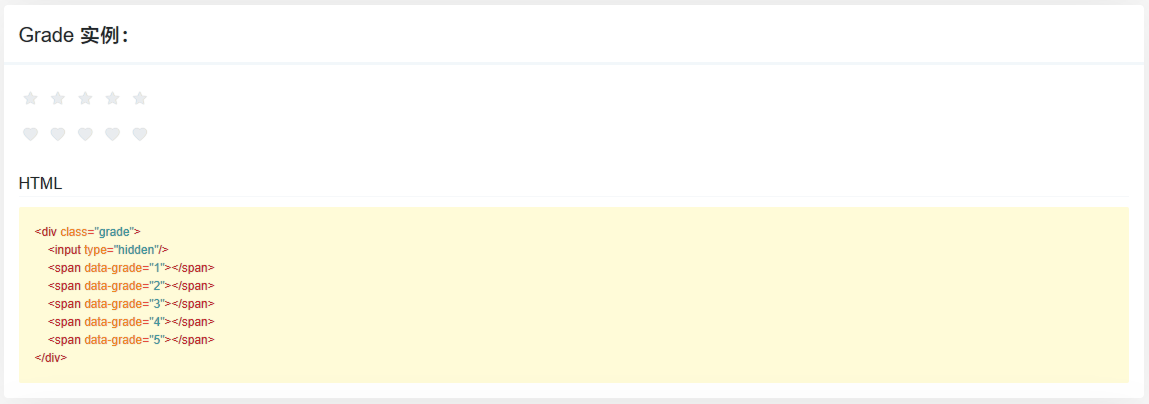 Grade 实例：
HTML
<div class="grade">
<input type="hidden"/>
<span data-grade="1"></span>
<span data-grade="2"></span>
<span data-grade="3"></span>
<span data-grade="4"></span>
<span data-grade="5"></span>
</div>